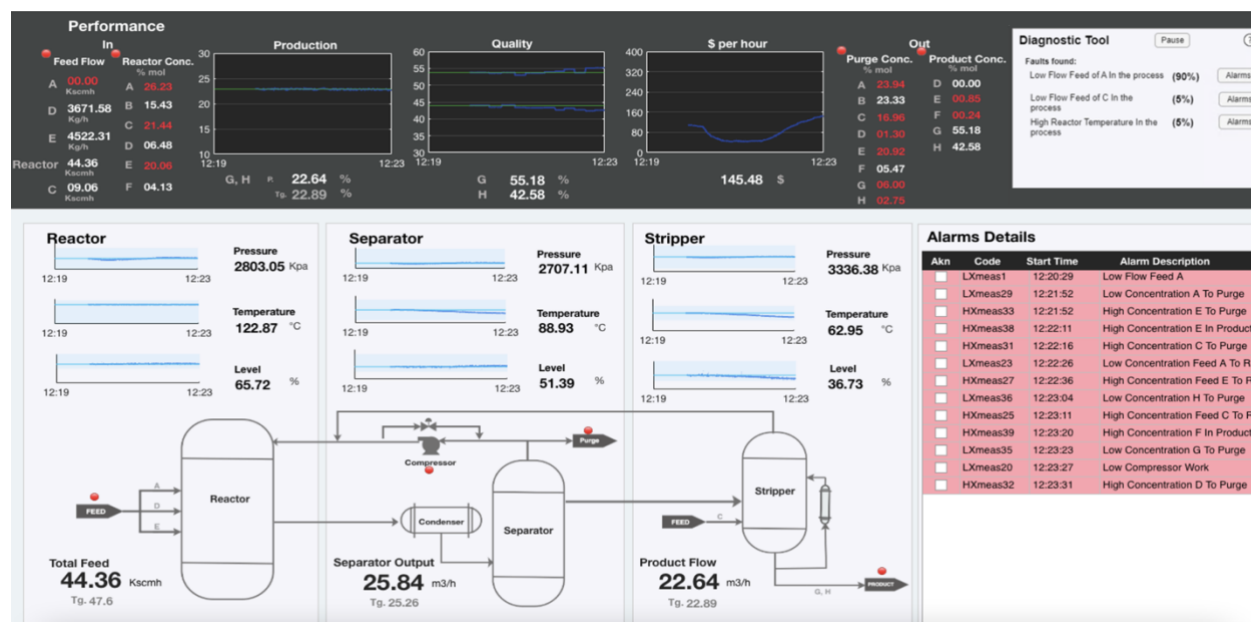 Performance
In
Feed Flow
A 00.00
Kscmh
D 3671.58
Kg/h
E 4522.31
Kg/h
Reactor 44.36
Kscmh
C 09.06
Kscmh
Reactor Conc.
% mol
A 26.23
B 15.43
C 21.44
D 06.48
E 20.06
F 04.13
Production
30
25
20
15
10
12:19 12:23
G, H P. 22.64 %
Tg. 22.89 %
Quality
60
55
50
45
40
35
30
12:19 12:23
G 55.18 %
H 42.58 %
$ per hour
400
320
240
160
80
0
12:19 12:23
145.48 $
Out
Purge Conc.
% mol
A 23.94
B 23.33
C 16.96
D 01.30
E 20.92
F 05.47
G 06.00
H 02.75
Product Conc.
% mol
D 00.00
E 00.85
F 00.24
G 55.18
H 42.58
Diagnostic Tool Pause
Faults found:
Low Flow Feed of A In the process (90%) Alarms
Low Flow Feed of C In the
process (5%) Alarms
High Reactor Temperature In the
process (5%) Alarms
Reactor
Pressure
2803.05 Kpa
12:19 12:23
Temperature
122.87 °C
12:19 12:23
Level
65.72 %
12:19 12:23
Separator
Pressure
2707.11 Kpa
12:19 12:23
Temperature
88.93 °C
12:19 12:23
Level
51.39 %
12:19 12:23
Stripper
Pressure
3336.38 Kpa
12:19 12:23
Temperature
62.95 °C
12:19 12:23
Level
36.73 %
12:19 12:23
FEED
A
D
E
Reactor
Compressor
Purge
Condenser
Separator
FEED
C
Stripper
G, H
PRODUCT
Total Feed
44.36 Kscmh
Tg. 47.6
Separator Output
25.84 m3/h
Tg. 25.26
Product Flow
22.64 m3/h
Tg. 22.89
Alarms Details
Akn Code Start Time Alarm Description
LXmeas1 12:20:29 Low Flow Feed A
LXmeas29 12:21:52 Low Concentration A To Purge
HXmeas33 12:21:52 High Concentration E To Purge
HXmeas38 12:22:11 High Concentration E In Product
HXmeas31 12:22:16 High Concentration C To Purge
LXmeas23 12:22:26 Low Concentration Feed A To R
HXmeas27 12:22:36 High Concentration Feed E To R
LXmeas36 12:23:04 Low Concentration H To Purge
HXmeas25 12:23:11 High Concentration Feed C To
HXmeas39 12:23:20 High Concentration F In Product
LXmeas35 12:23:23 Low Concentration G To Purge
LXmeas20 12:23:27 Low Compressor Work
HXmeas32 12:23:31 High Concentration D To Purge